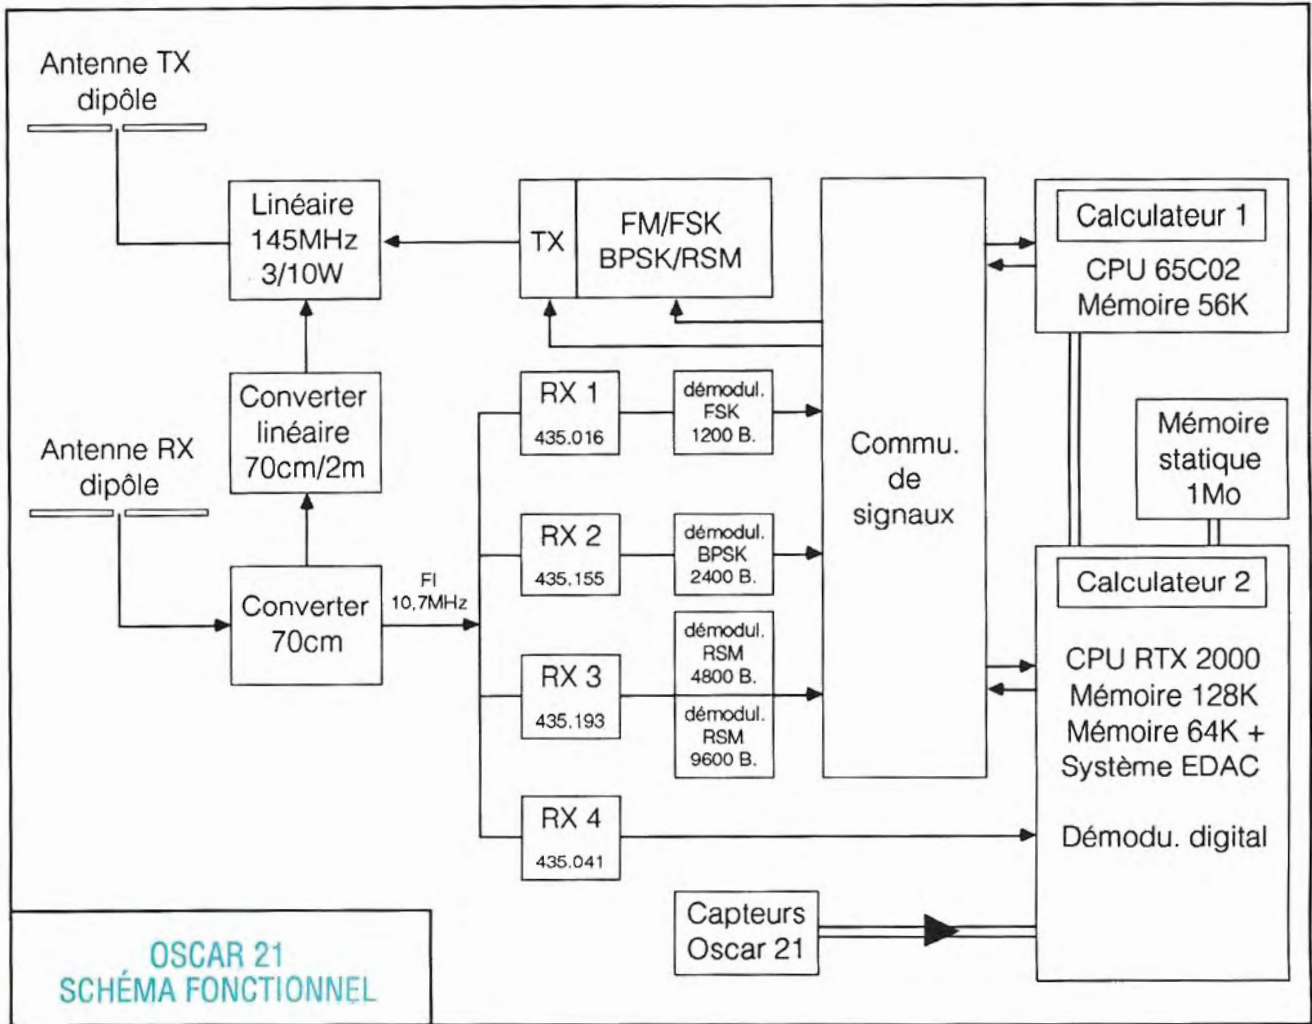 Antenne TX
dipôle
Linéaire
145MHz
3/10W
TX
FM/FSK
BPSK/RSM
Calculateur 1
CPU 65C02
Mémoire 56K
Converter
linéaire
70cm/2m
RX 1
435.016
démodul.
FSK
1200 B.
Commu.
de
signaux
Mémoire
statique
1Mo
Antenne RX
dipôle
Converter
70cm
FI
10,7MHz
RX 2
435.155
démodul.
BPSK
2400 B.
RX 3
435.193
démodul.
RSM
4800 B.
démodul.
RSM
9600 B.
Calculateur 2
CPU RTX 2000
Mémoire 128K
Mémoire 64K +
Système EDAC
Démodu. digital
RX 4
435.041
Capteurs
Oscar 21
OSCAR 21
SCHÉMA FONCTIONNEL